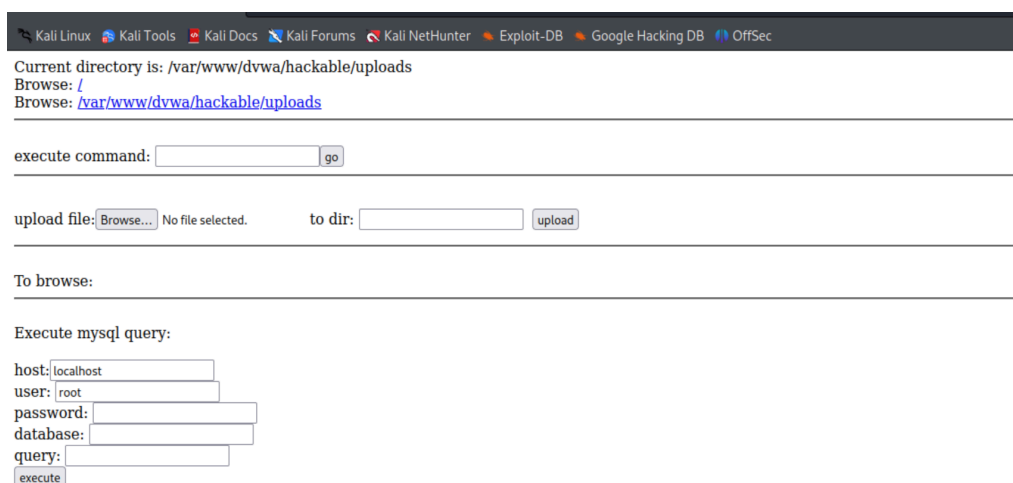 Kali Linux Kali Tools Kali Docs Kali Forums Kali NetHunter Exploit-DB Google Hacking DB OffSec
Current directory is: /var/www/dvwa/hackable/uploads
Browse: /
Browse: /var/www/dvwa/hackable/uploads
execute command: go
upload file: Browse... No file selected. to dir: upload
To browse:
Execute mysql query:
host: localhost
user: root
password:
database:
query:
execute